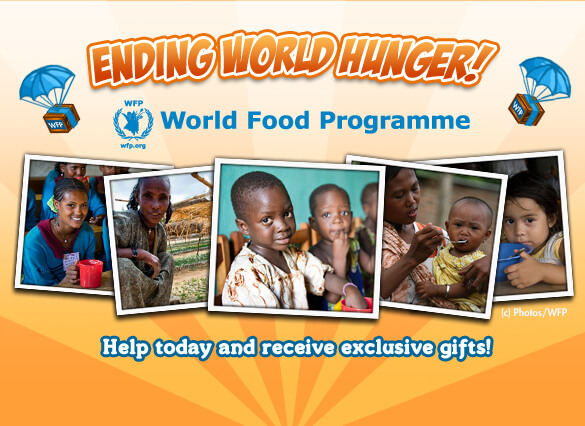 ENDING WORLD HUNGER!
WFP
World Food Programme
wfp.org
WFP
WFP
(c) Photos/WFP
Help today and receive exclusive gifts!